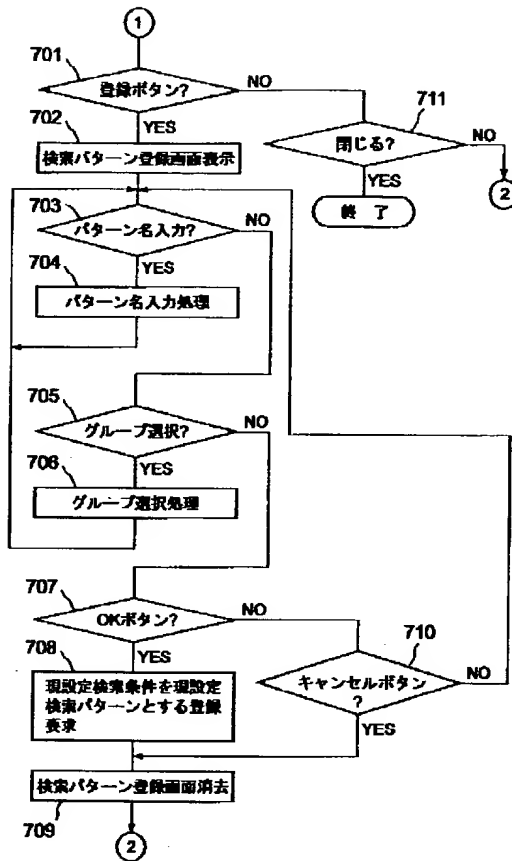 1
701
登録ボタン?
NO
YES
711
702
検索パターン登録画面表示
閉じる?
NO
YES
2
終 了
703
パターン名入力?
NO
YES
704
パターン名入力処理
705
グループ選択?
NO
YES
706
グループ選択処理
707
OKボタン?
NO
YES
710
708
現設定検索条件を現設定
検索パターンとする登録
要求
キャンセルボタン
?
NO
YES
検索パターン登録画面消去
709
2